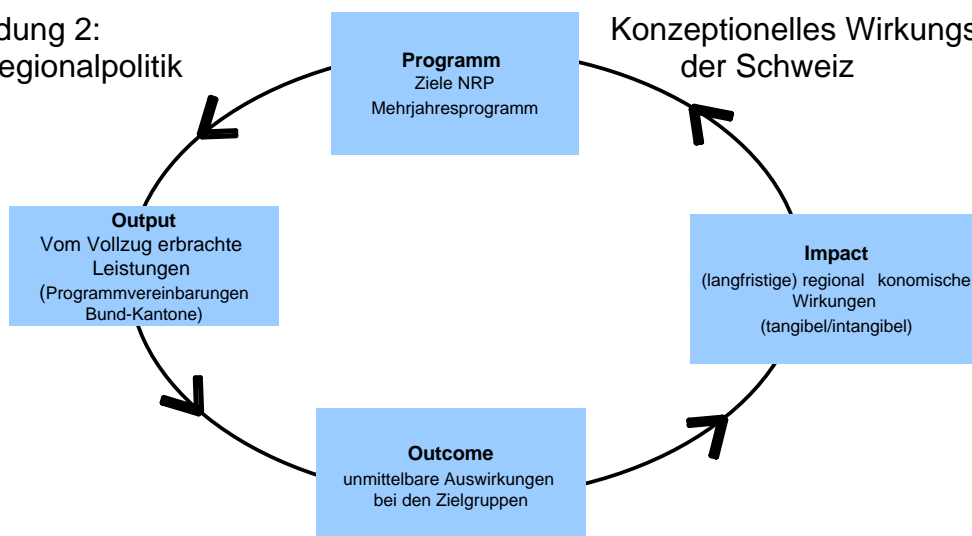 dung 2:
Konzeptionelles Wirkungs
egionalpolitik
der Schweiz
Programm
Ziele NRP
Mehrjahresprogramm
Output
Vom Vollzug erbrachte
Leistungen
(Programmvereinbarungen
Bund-Kantone)
Impact
(langfristige) regional konomische
Wirkungen
(tangibel/intangibel)
Outcome
unmittelbare Auswirkungen
bei den Zielgruppen